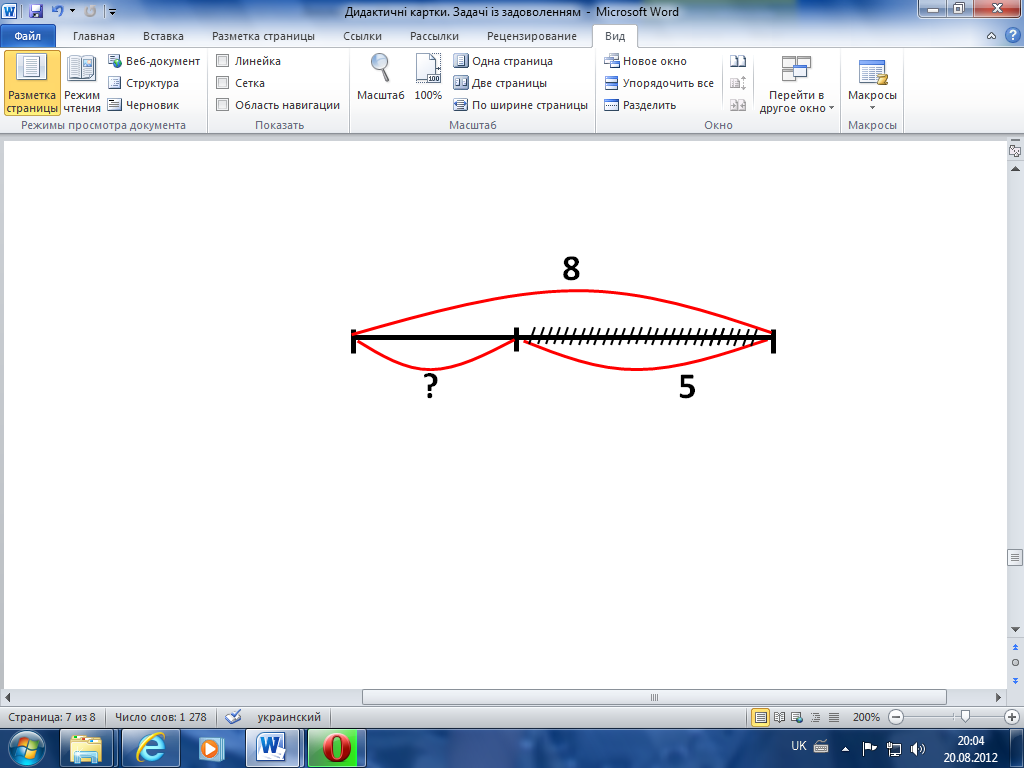 Дидактичні картки. Задачі із задоволенням - Microsoft Word
Файл Главная Вставка Разметка страницы Ссылки Рассылки Рецензирование Вид
Разметка страницы
Режим чтения
Веб-документ
Структура
Черновик
Режимы просмотра документа
Линейка
Сетка
Область навигации
Показать
Масштаб
100%
Одна страница
Две страницы
По ширине страницы
Масштаб
Новое окно
Упорядочить все
Разделить
Перейти в другое окно
Окно
Макросы
Макросы
8
? 5
Страница: 7 из 8 Число слов: 1 278 украинский 200%
UK 20:04
20.08.2012